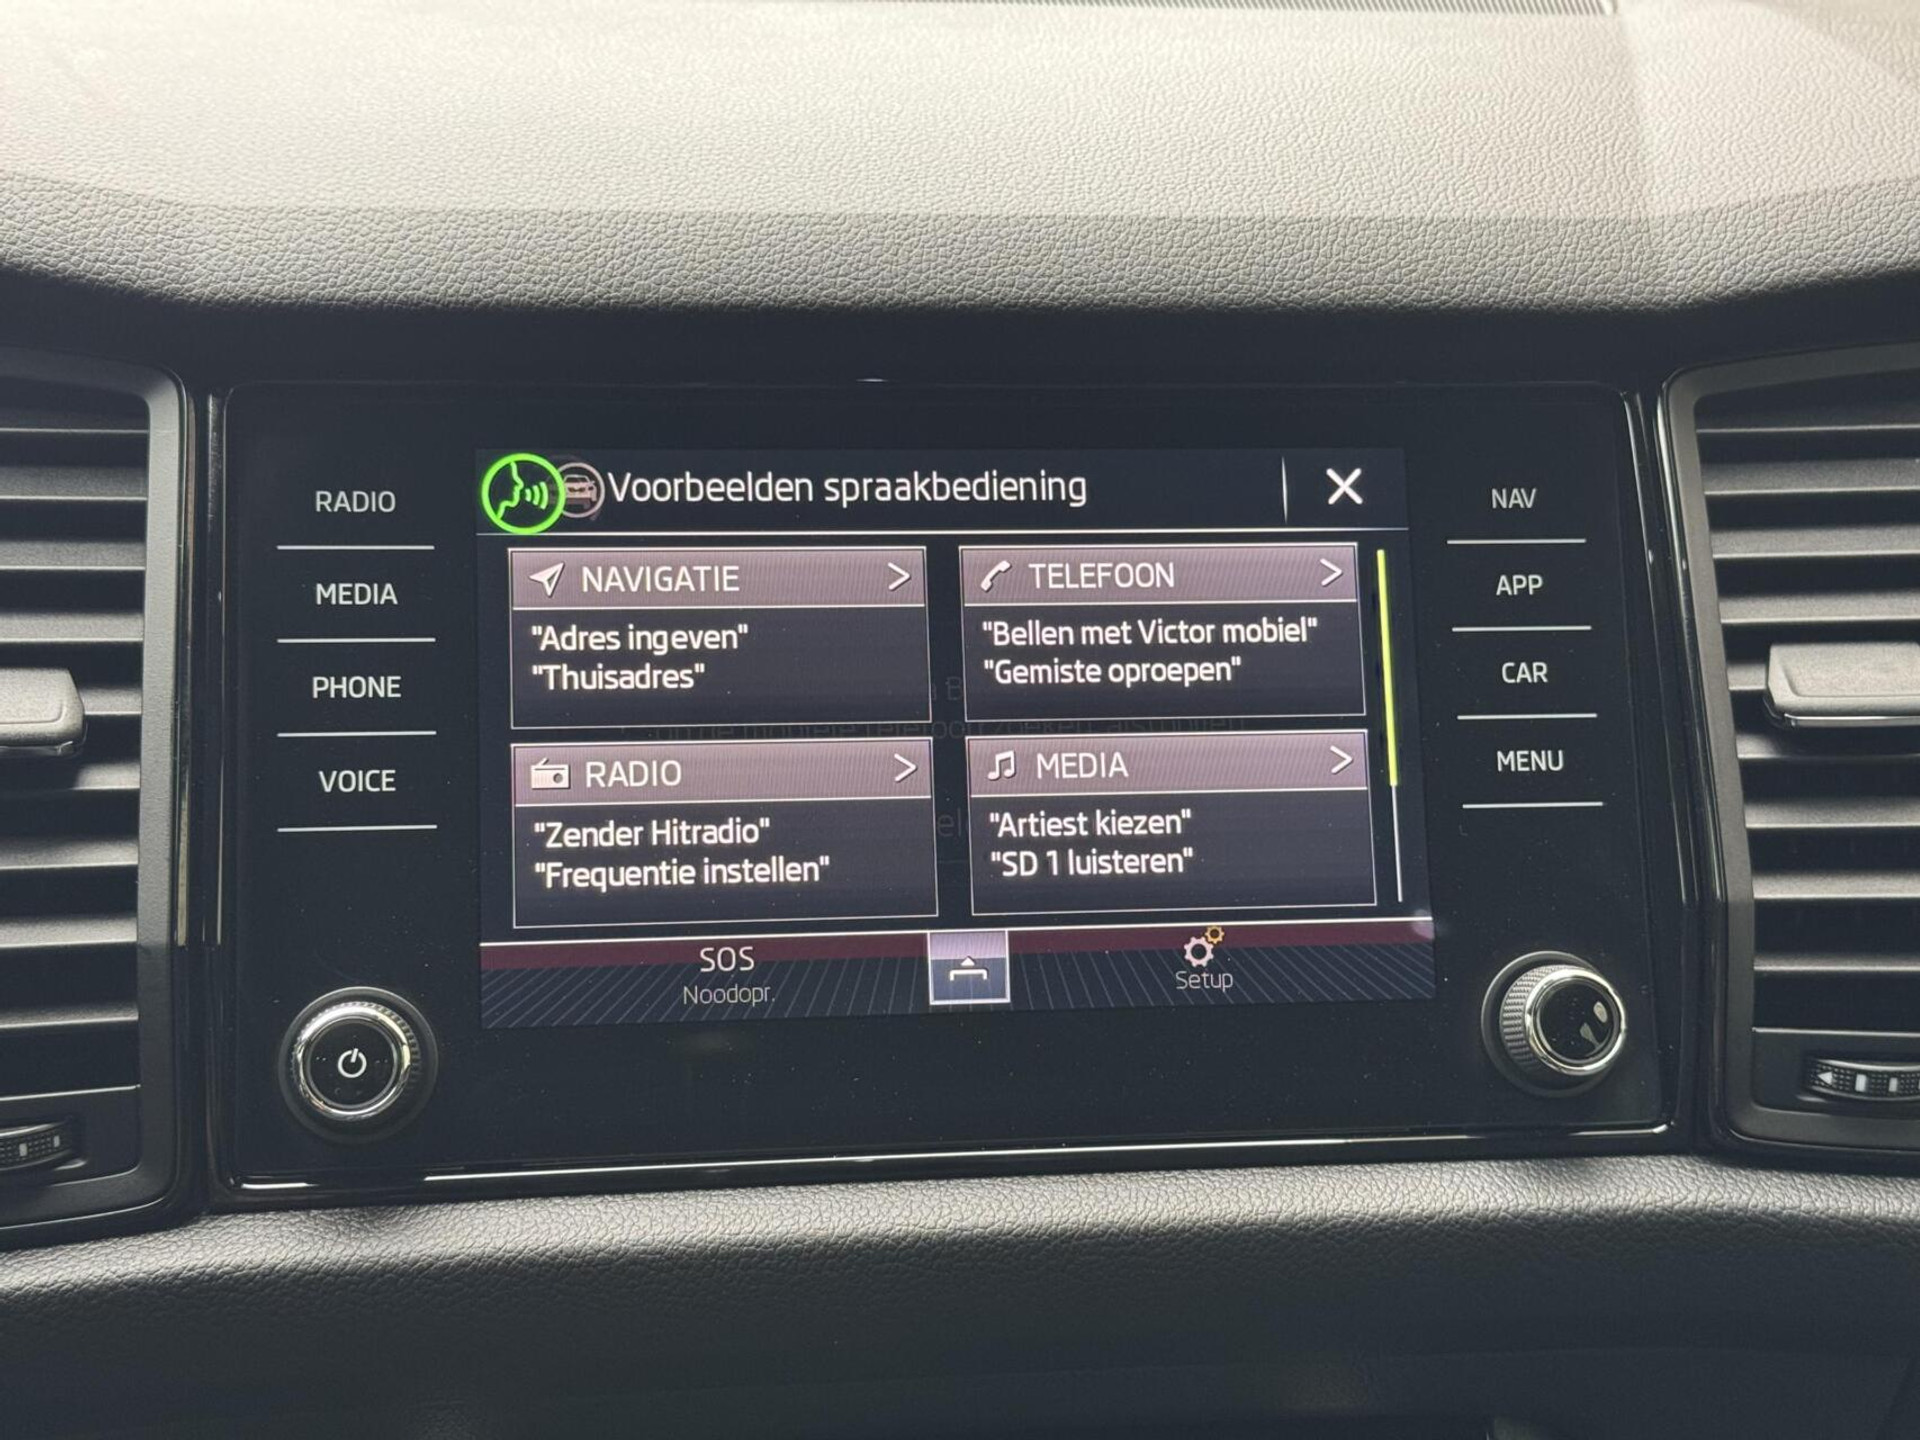 RADIO
MEDIA
PHONE
VOICE
Voorbeelden spraakbediening
NAVIGATIE
"Adres ingeven"
"Thuisadres"
TELEFOON
"Bellen met Victor mobiel"
"Gemiste oproepen"
RADIO
"Zender Hitradio"
"Frequentie instellen"
MEDIA
"Artiest kiezen"
"SD 1 luisteren"
SOS
Noodopr.
Setup
NAV
APP
CAR
MENU